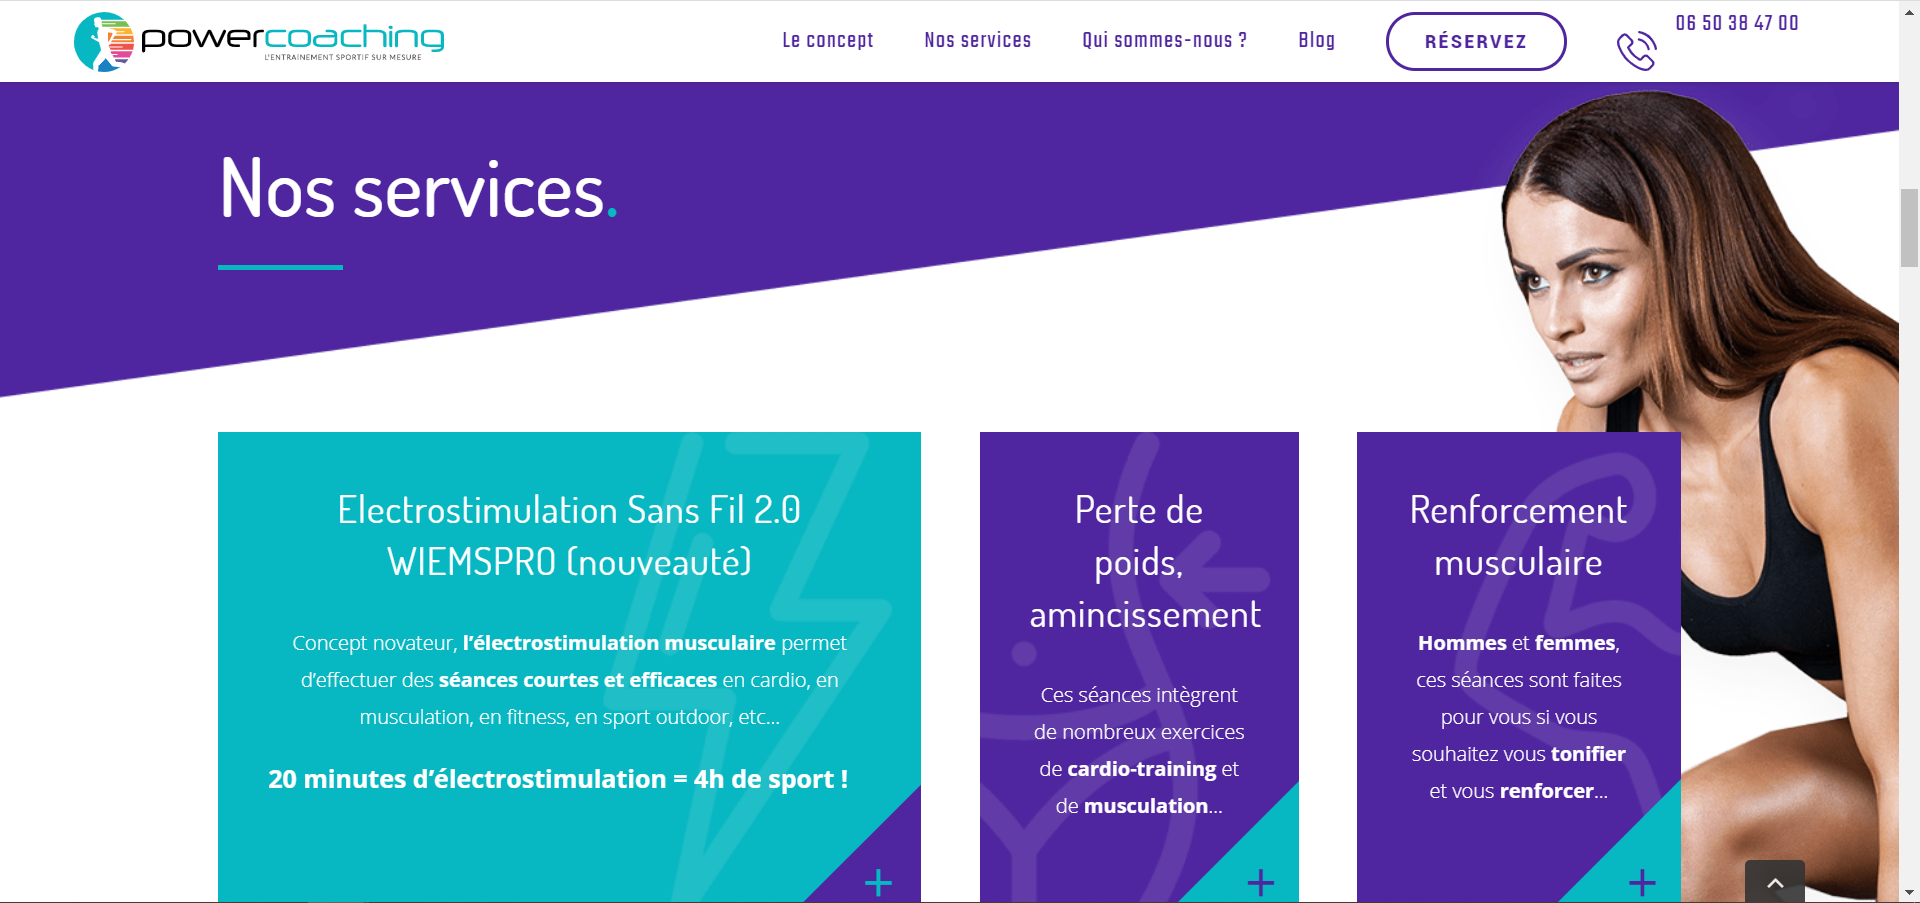 powercoaching
L'ENTRAINEMENT SPORTIF SUR MESURE
Le concept
Nos services
Qui sommes-nous ?
Blog
RÉSERVEZ
06 50 38 47 00
Nos services.
Electrostimulation Sans Fil 2.0
WIEMSPRO (nouveauté)
Concept novateur, l’électrostimulation musculaire permet
d’effectuer des séances courtes et efficaces en cardio, en
musculation, en fitness, en sport outdoor, etc...
20 minutes d’électrostimulation = 4h de sport !
+
Perte de
poids,
amincissement
Ces séances intègrent
de nombreux exercices
de cardio-training et
de musculation...
+
Renforcement
musculaire
Hommes et femmes,
ces séances sont faites
pour vous si vous
souhaitez vous tonifier
et vous renforcer...
+